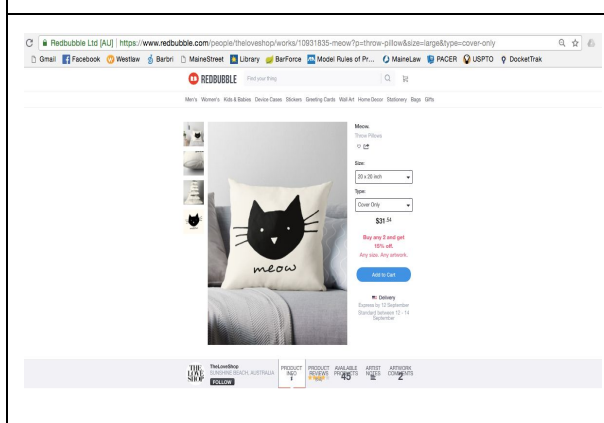 Redbubble Ltd [AU] | https://www.redbubble.com/people/theloveshop/works/10931835-meow?p=throw-pillow&size=large&type=cover-only
Gmail Facebook Westlaw Barbri MaineStreet Library BarForce Model Rules of Pr... MaineLaw PACER USPTO DocketTrak
REDBUBBLE Find your thing
Men's Women's Kids & Babies Device Cases Stickers Greeting Cards Wall Art Home Decor Stationery Bags Gifts
Meow.
Throw Pillows
Size:
20 x 20 inch
Type:
Cover Only
$31.54
Buy any 2 and get
15% off.
Any size. Any artwork.
Add to Cart
Delivery
Express by 12 September
Standard between 12 - 14
September
meow
THE LOVE SHOP
TheLoveShop
SUNSHINE BEACH, AUSTRALIA
FOLLOW
PRODUCT INFO
PRODUCT REVIEWS
AVAILABLE PRODUCTS 45
ARTIST NOTES
ARTWORK COMMENTS 2